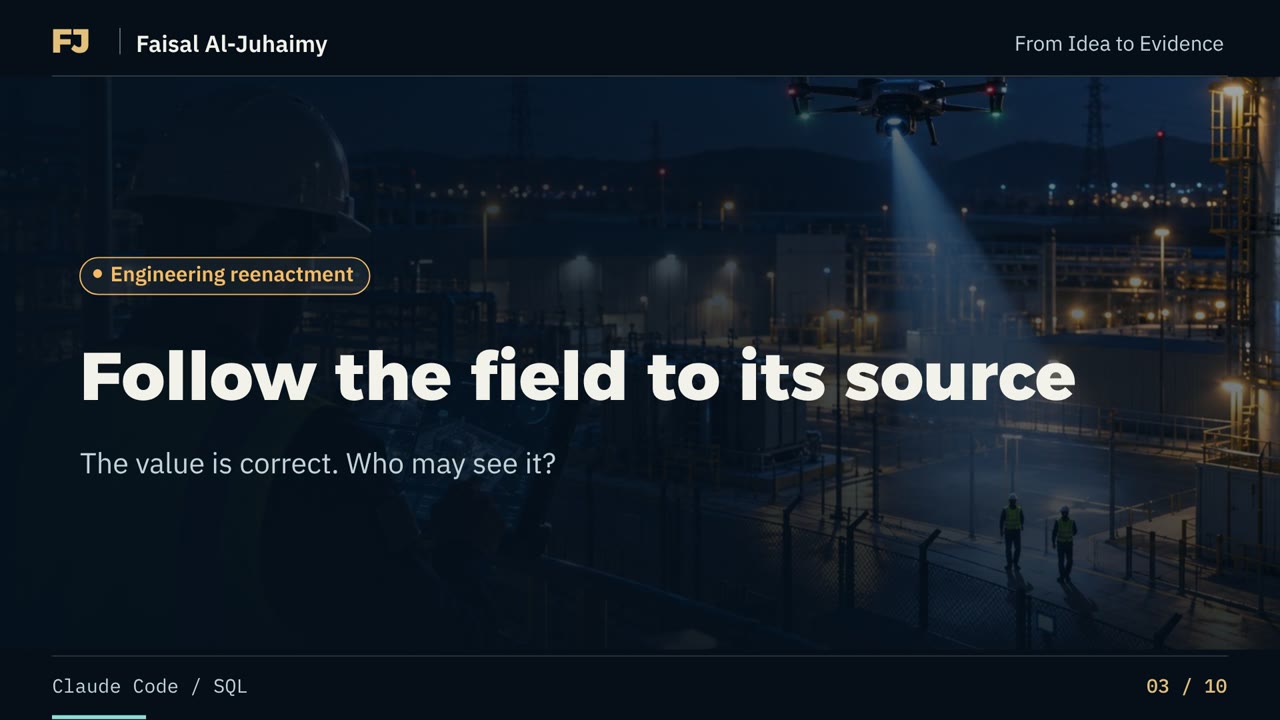 FJ
Faisal Al-Juhaimy
From Idea to Evidence
Engineering reenactment
Follow the field to its source
The value is correct. Who may see it?
Claude Code / SQL
03 / 10